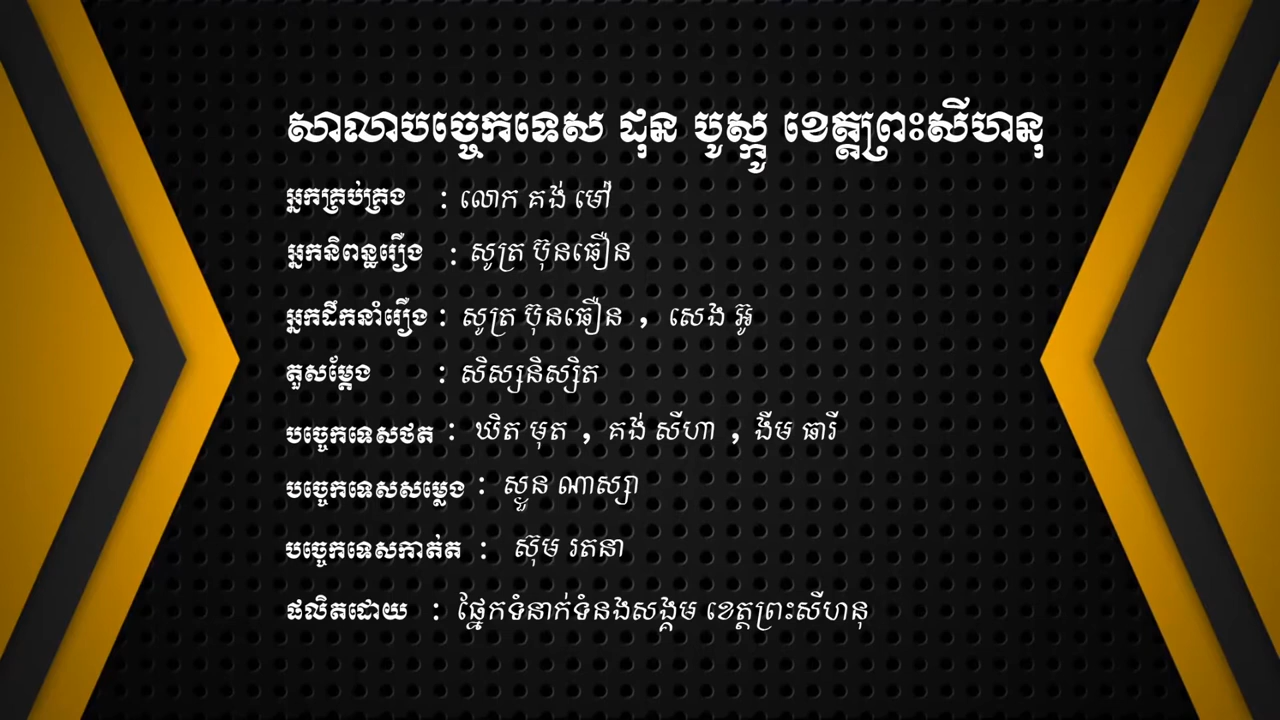 សាលាបច្ចេកទេស ដុន បូស្កូ ខេត្តព្រះសីហនុ
អ្នកគ្រប់គ្រង : លោក គង់ ម៉ៅ
អ្នកនិពន្ធរឿង : សូត្រ ប៊ុនធឿន
អ្នកដឹកនាំរឿង : សូត្រ ប៊ុនធឿន , សេង អ៊ូ
តួសម្ដែង : សិស្សនិស្សិត
បច្ចេកទេសថត : ឃិត មុត , គង់ សីហា , ងីម ធារី
បច្ចេកទេសសម្លេង : ស្ងួន ណាស្សា
បច្ចេកទេសកាត់ត : ស៊ុម រតនា
ផលិតដោយ : ផ្នែកទំនាក់ទំនងសង្គម ខេត្តព្រះសីហនុ